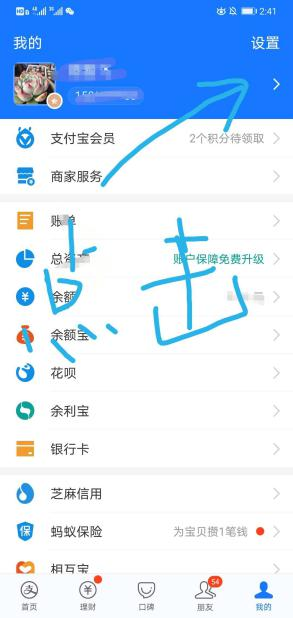 2:41
我的
设置
支付宝会员
2个积分待领取
商家服务
账单
总资
账户保障免费升级
余额
元
余额宝
点击
花呗
余利宝
银行卡
芝麻信用
蚂蚁保险
为宝贝攒1笔钱
相互宝
54
首页
理财
口碑
朋友
我的